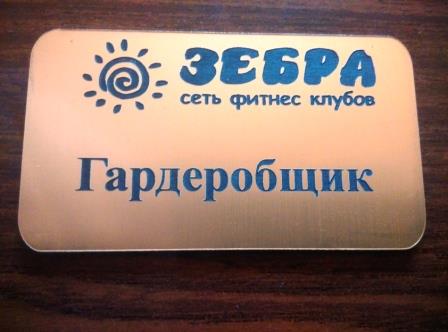 ЗЕБРА
сеть фитнес клубов
Гардеробщик